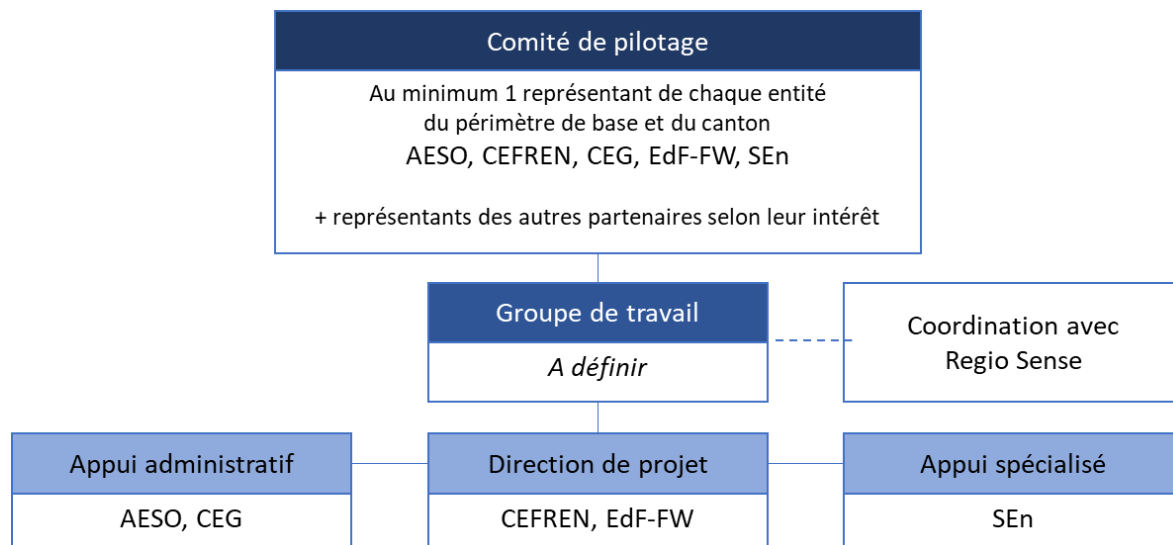 Comité de pilotage
Au minimum 1 représentant de chaque entité
du périmètre de base et du canton
AESO, CEFREN, CEG, EdF-FW, SEn
+ représentants des autres partenaires selon leur intérêt
Groupe de travail
A définir
Coordination avec
Regio Sense
Appui administratif
AESO, CEG
Direction de projet
CEFREN, EdF-FW
Appui spécialisé
SEn